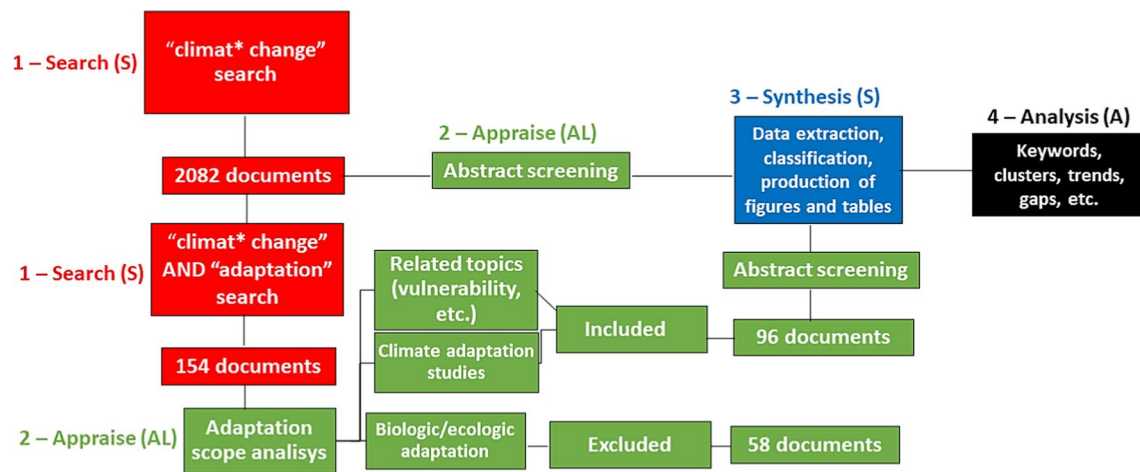 1 – Search (S)
“climat* change”
search
2082 documents
1 – Search (S)
“climat* change”
AND “adaptation”
search
154 documents
2 – Appraise (AL)
Adaptation
scope analisys
2 – Appraise (AL)
Abstract screening
Related topics
(vulnerability,
etc.)
Climate adaptation
studies
Biologic/ecologic
adaptation
Included
Excluded
3 – Synthesis (S)
Data extraction,
classification,
production of
figures and tables
Abstract screening
96 documents
58 documents
4 – Analysis (A)
Keywords,
clusters, trends,
gaps, etc.